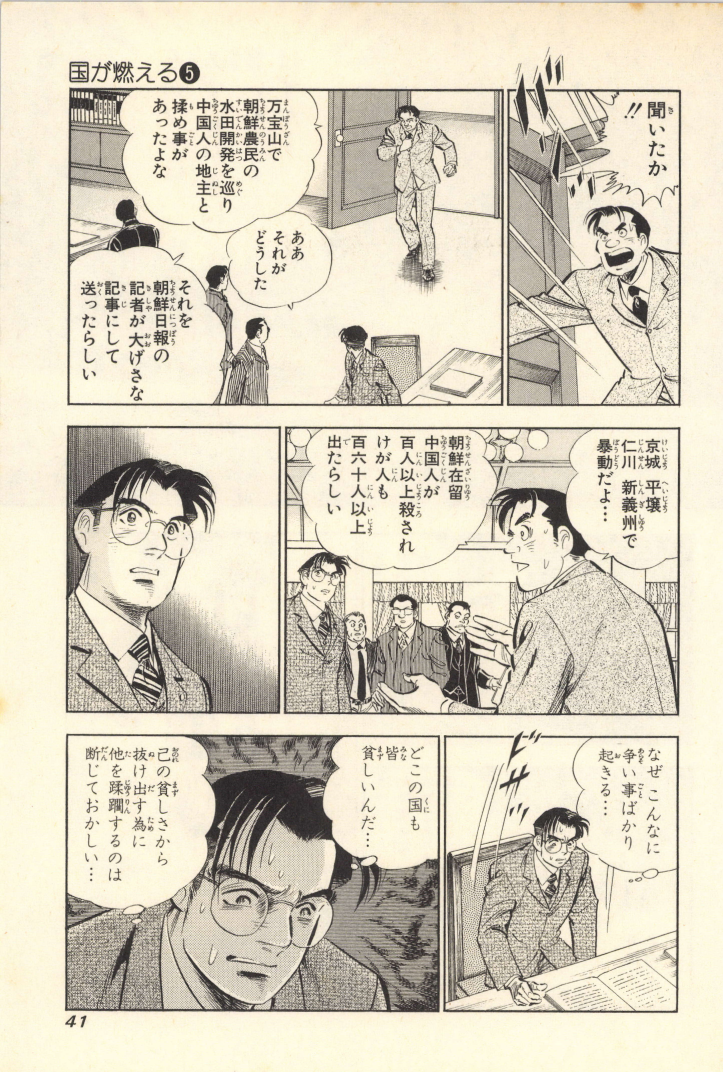 国が燃える❺
聞いたか
!!
万宝山で
朝鮮農民の
水田開発を巡り
中国人の地主と
揉め事が
あったよな
ああ
それが
どうした
それを
朝鮮日報の
記者が大げさな
記事にして
送ったらしい
京城 平壌
仁川 新義州で
暴動だよ…
朝鮮在留
中国人が
百人以上殺され
けが人も
百六十人以上
出たらしい
なぜ こんなに
争い事ばかり
起きる…
ドサッ
どこの国も
皆
貧しいんだ…
己の貧しさから
抜け出す為に
他を蹂躙するのは
断じておかしい…
41